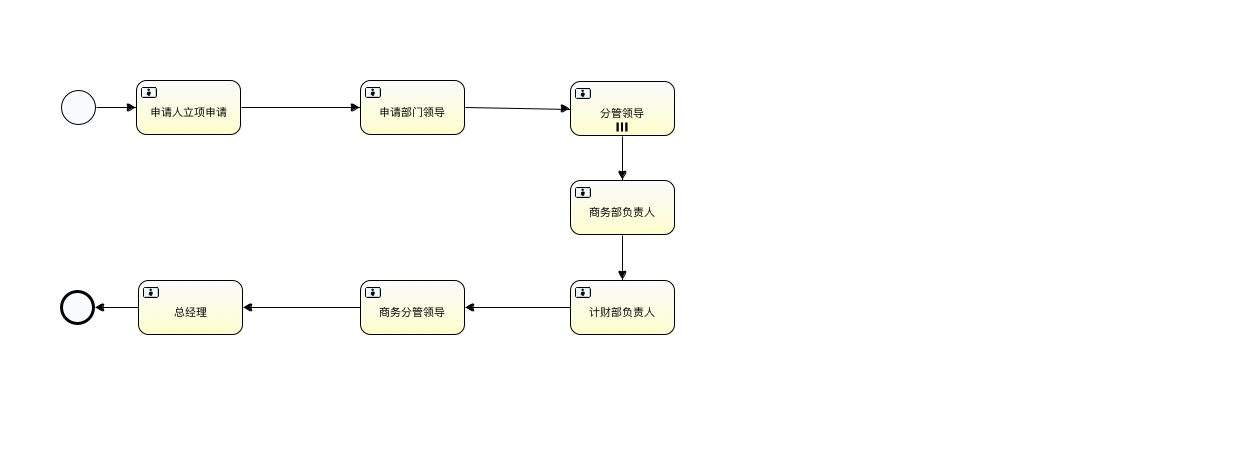 申请人立项申请
申请部门领导
分管领导
商务部负责人
计财部负责人
商务分管领导
总经理